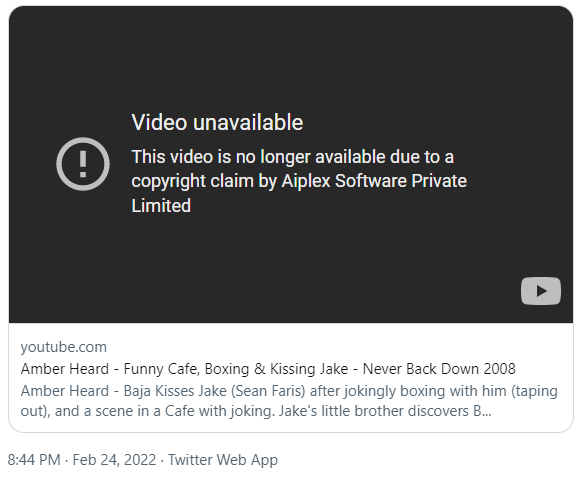 Video unavailable
This video is no longer available due to a
copyright claim by Aiplex Software Private
Limited
youtube.com
Amber Heard - Funny Cafe, Boxing & Kissing Jake - Never Back Down 2008
Amber Heard - Baja Kisses Jake (Sean Faris) after jokingly boxing with him (taping
out), and a scene in a Cafe with joking. Jake's little brother discovers B...
8:44 PM · Feb 24, 2022 · Twitter Web App